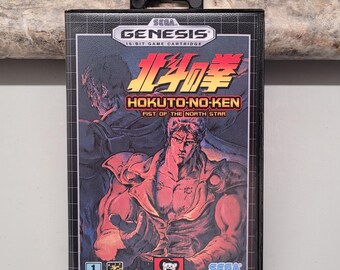 SEGA
GENESIS
16-BIT GAME CARTRIDGE
北斗の拳
HOKUTO-NO-KEN
FIST OF THE NORTH STAR
1
SEGA